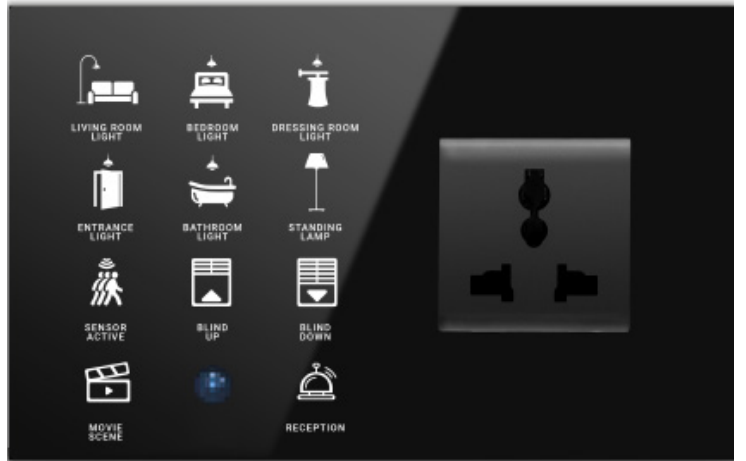 LIVING ROOM
LIGHT
BEDROOM
LIGHT
DRESSING ROOM
LIGHT
ENTRANCE
LIGHT
BATHROOM
LIGHT
STANDING
LAMP
SENSOR
ACTIVE
BLIND
UP
BLIND
DOWN
MOVIE
SCENE
RECEPTION